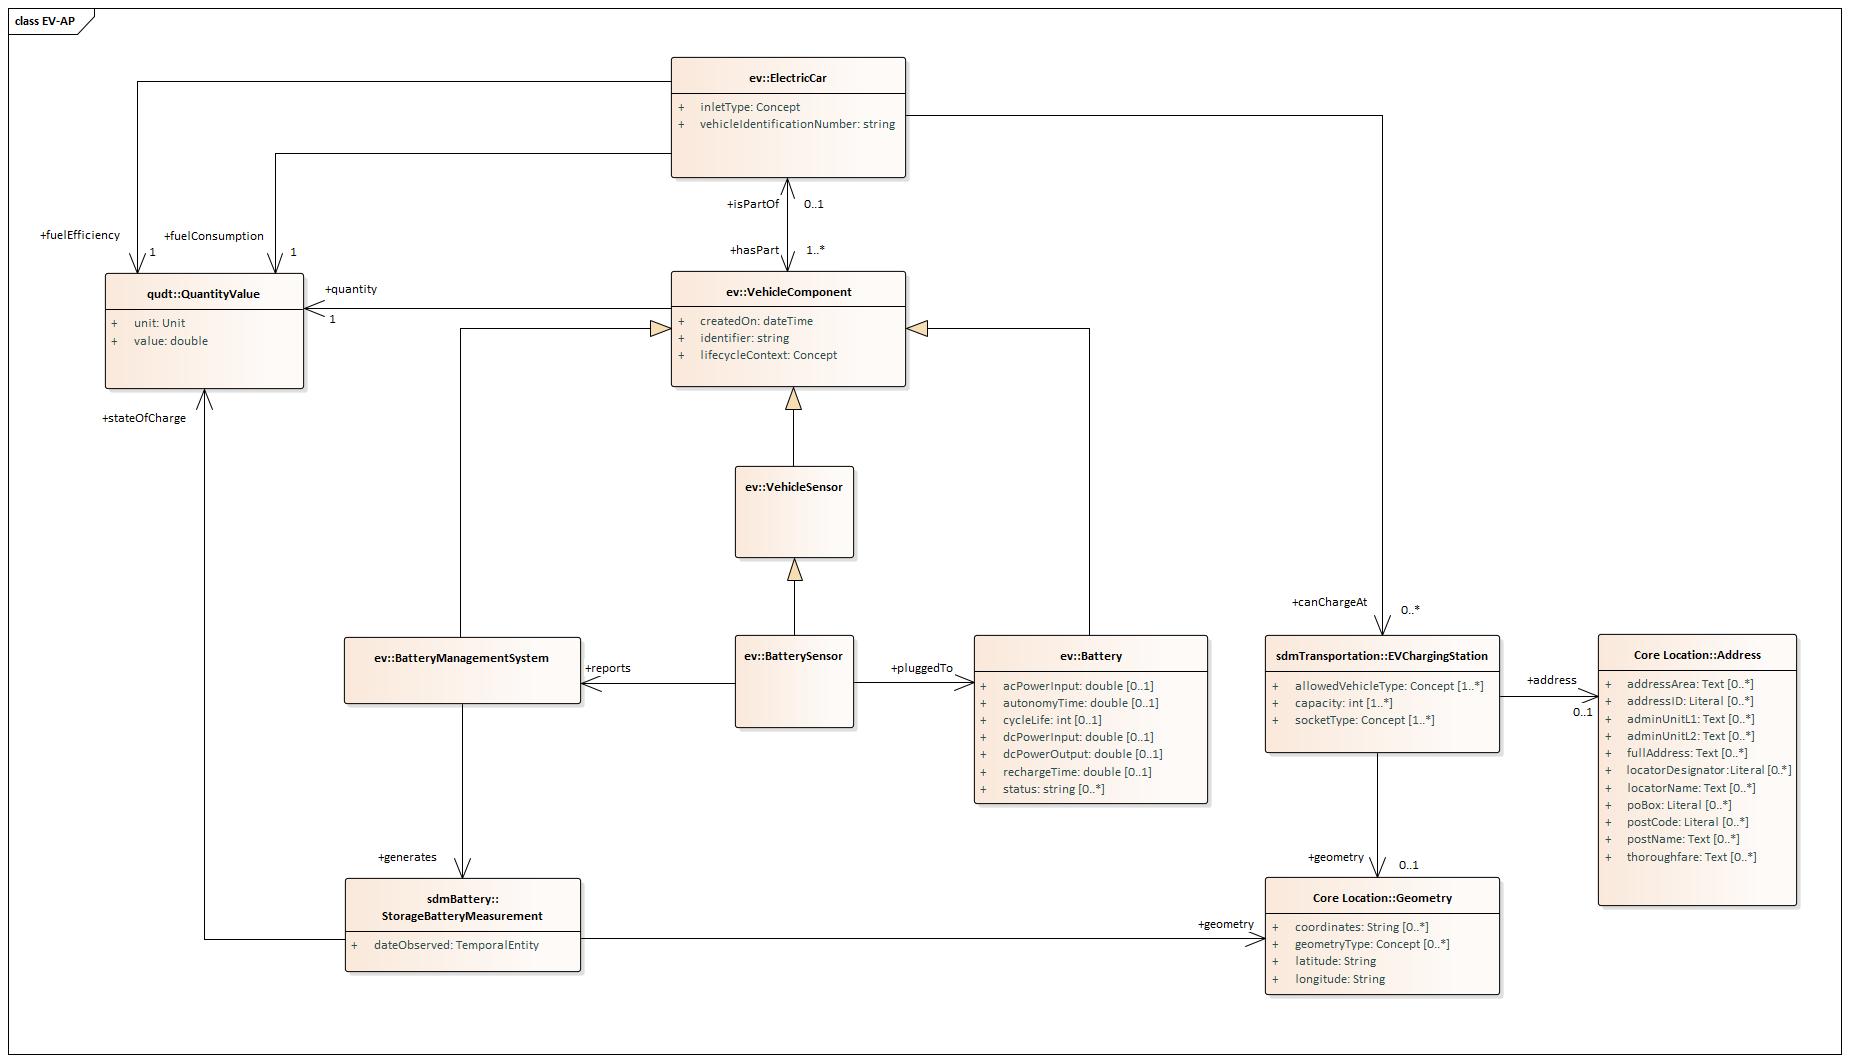 class EV-AP
ev::ElectricCar
+ inletType: Concept
+ vehicleIdentificationNumber: string
+isPartOf 0..1
+hasPart 1..*
+fuelEfficiency 1
+fuelConsumption 1
qudt::QuantityValue
+ unit: Unit
+ value: double
+quantity
1
ev::VehicleComponent
+ createdOn: dateTime
+ identifier: string
+ lifecycleContext: Concept
+stateOfCharge
ev::VehicleSensor
+canChargeAt 0..*
ev::BatteryManagementSystem
+reports
ev::BatterySensor
+pluggedTo
ev::Battery
+ acPowerInput: double [0..1]
+ autonomyTime: double [0..1]
+ cycleLife: int [0..1]
+ dcPowerInput: double [0..1]
+ dcPowerOutput: double [0..1]
+ rechargeTime: double [0..1]
+ status: string [0..*]
sdmTransportation::EVChargingStation
+ allowedVehicleType: Concept [1..*]
+ capacity: int [1..*]
+ socketType: Concept [1..*]
+address
0..1
Core Location::Address
+ addressArea: Text [0..*]
+ addressID: Literal [0..*]
+ adminUnitL1: Text [0..*]
+ adminUnitL2: Text [0..*]
+ fullAddress: Text [0..*]
+ locatorDesignator:Literal [0.*]
+ locatorName: Text [0..*]
+ poBox: Literal [0..*]
+ postCode: Literal [0..*]
+ postName: Text [0..*]
+ thoroughfare: Text [0..*]
+generates
+geometry 0..1
sdmBattery::
StorageBatteryMeasurement
+ dateObserved: TemporalEntity
+geometry
Core Location::Geometry
+ coordinates: String [0..*]
+ geometryType: Concept [0..*]
+ latitude: String
+ longitude: String